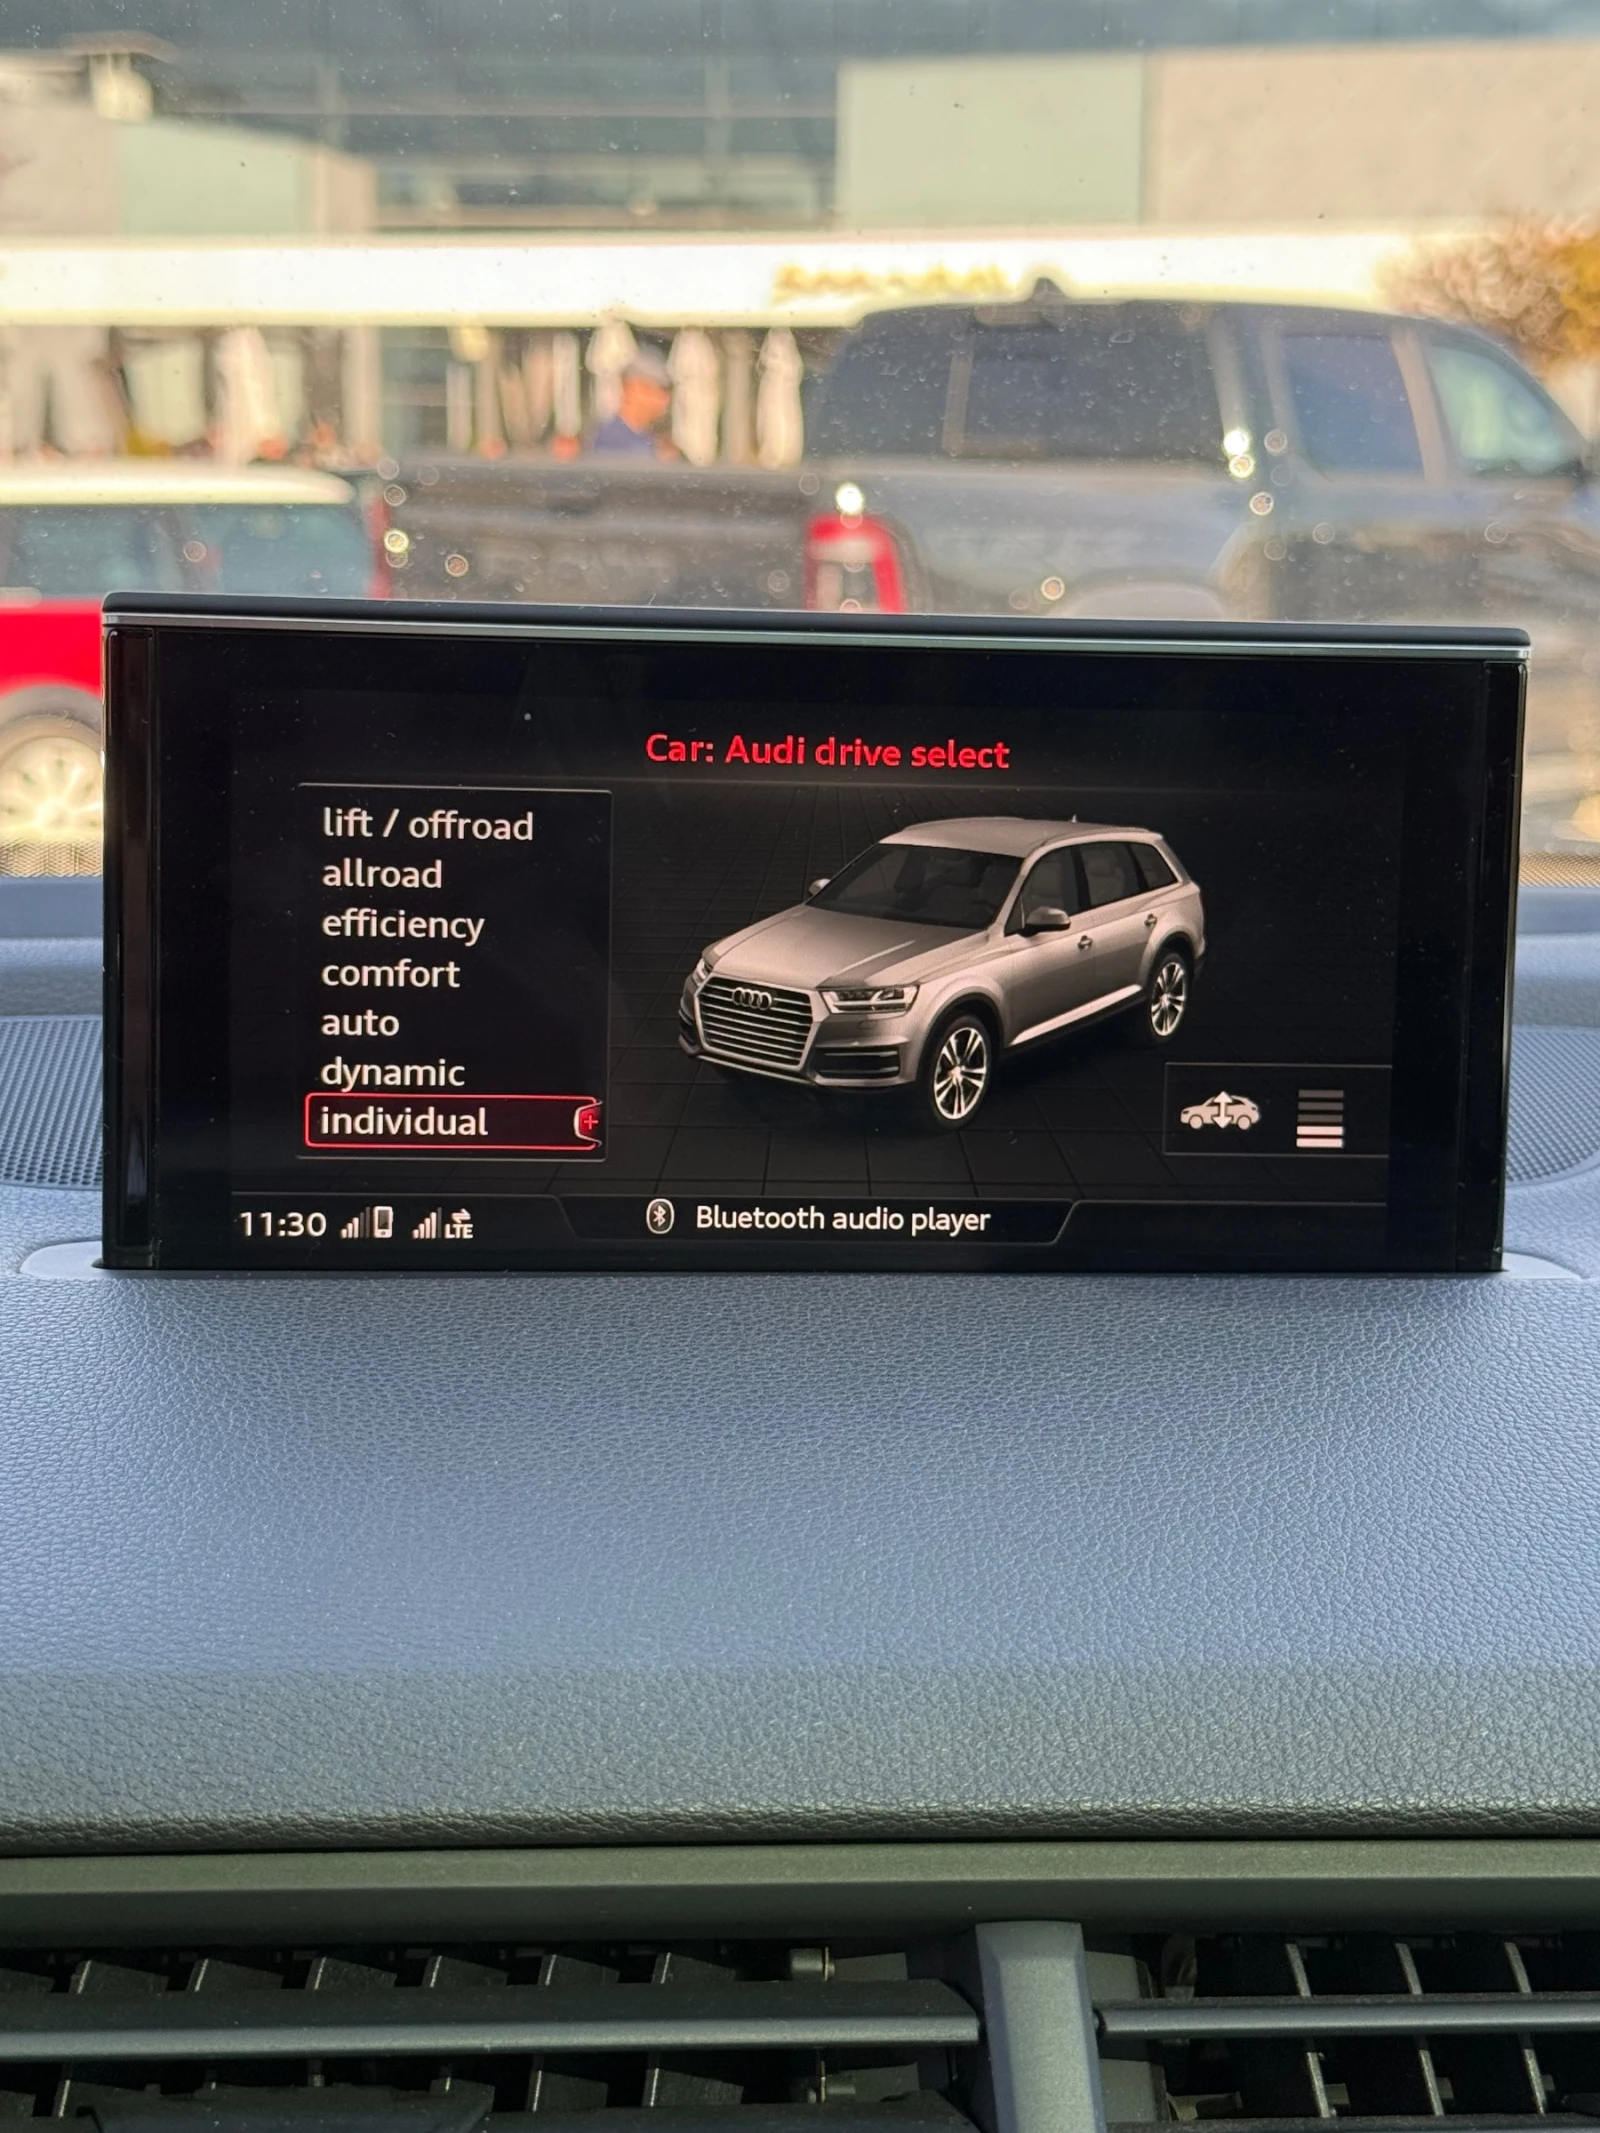 Car: Audi drive select
lift / offroad
allroad
efficiency
comfort
auto
dynamic
individual
11:30
LTE
Bluetooth audio player